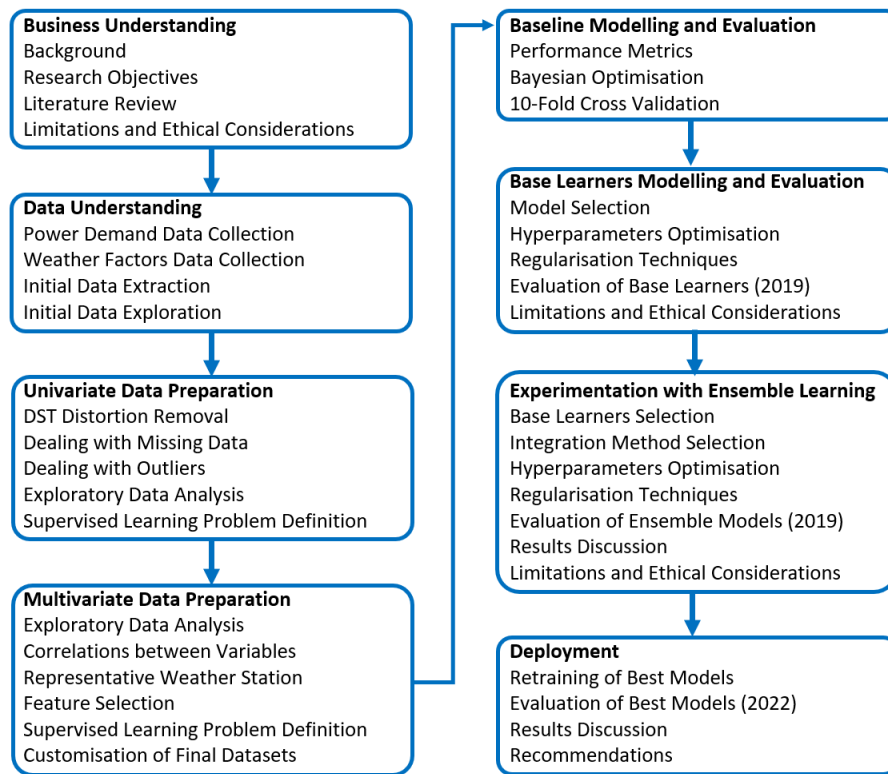 Business Understanding
Background
Research Objectives
Literature Review
Limitations and Ethical Considerations
Data Understanding
Power Demand Data Collection
Weather Factors Data Collection
Initial Data Extraction
Initial Data Exploration
Univariate Data Preparation
DST Distortion Removal
Dealing with Missing Data
Dealing with Outliers
Exploratory Data Analysis
Supervised Learning Problem Definition
Multivariate Data Preparation
Exploratory Data Analysis
Correlations between Variables
Representative Weather Station
Feature Selection
Supervised Learning Problem Definition
Customisation of Final Datasets
Baseline Modelling and Evaluation
Performance Metrics
Bayesian Optimisation
10-Fold Cross Validation
Base Learners Modelling and Evaluation
Model Selection
Hyperparameters Optimisation
Regularisation Techniques
Evaluation of Base Learners (2019)
Limitations and Ethical Considerations
Experimentation with Ensemble Learning
Base Learners Selection
Integration Method Selection
Hyperparameters Optimisation
Regularisation Techniques
Evaluation of Ensemble Models (2019)
Results Discussion
Limitations and Ethical Considerations
Deployment
Retraining of Best Models
Evaluation of Best Models (2022)
Results Discussion
Recommendations